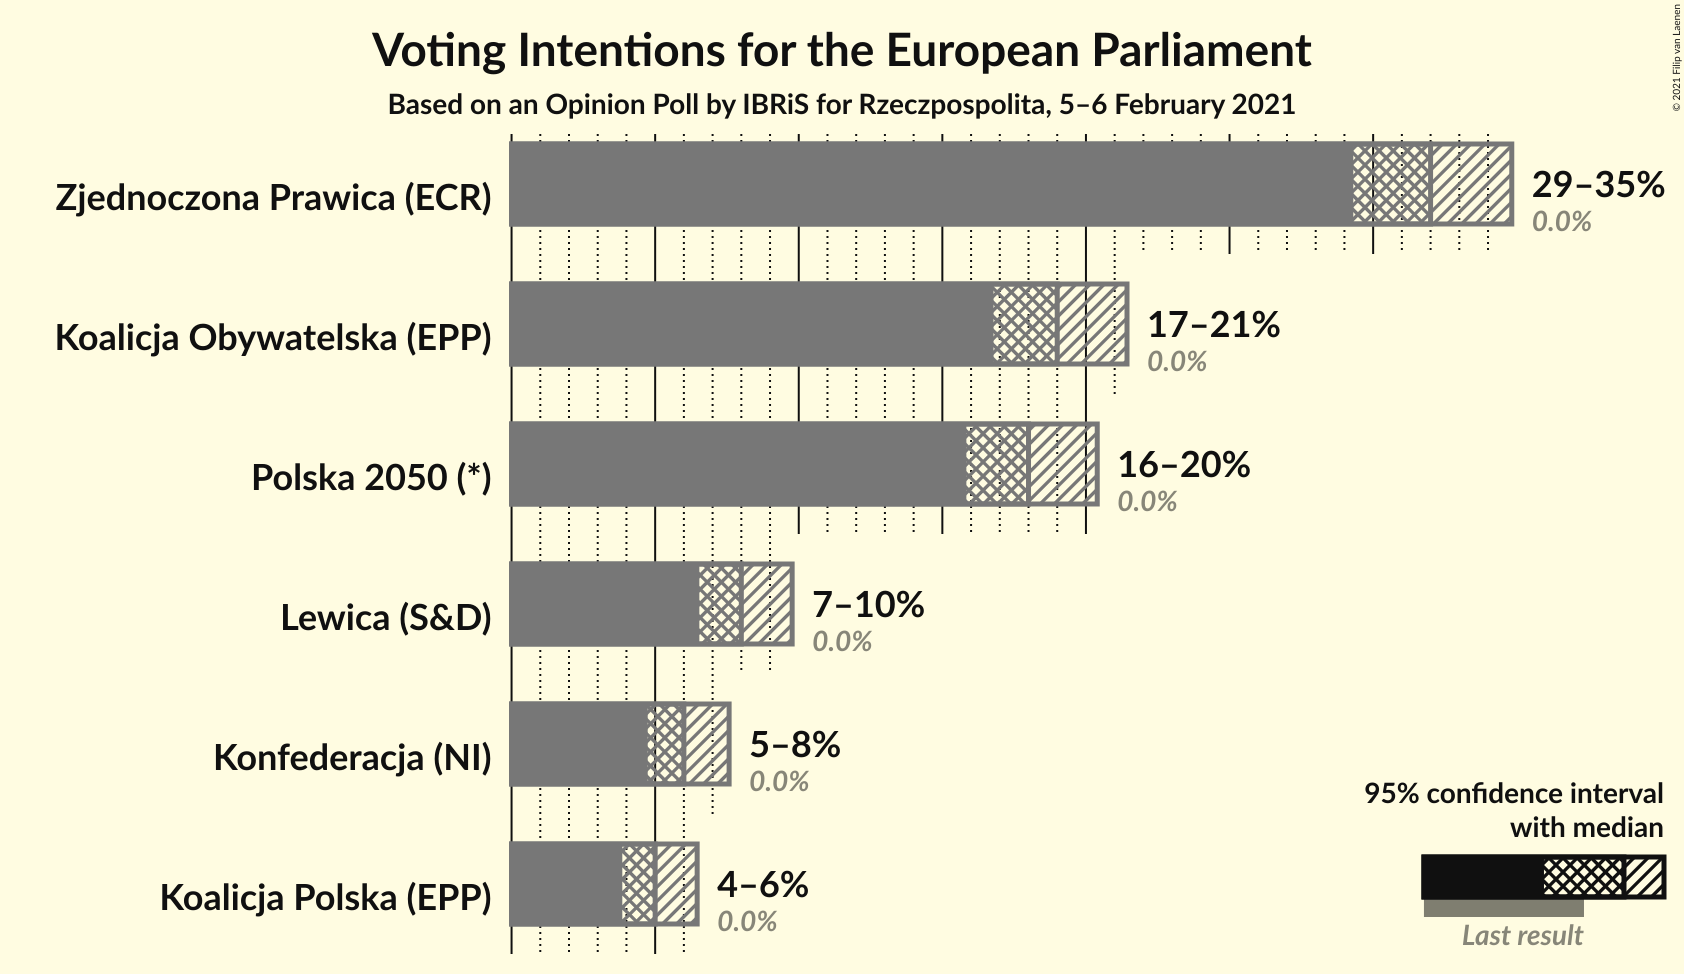 Voting Intentions for the European Parliament
Based on an Opinion Poll by IBRiS for Rzeczpospolita, 5–6 February 2021
© 2021 Filip van Laenen
Zjednoczona Prawica (ECR)
29–35%
0.0%
Koalicja Obywatelska (EPP)
17–21%
0.0%
Polska 2050 (*)
16–20%
0.0%
Lewica (S&D)
7–10%
0.0%
Konfederacja (NI)
5–8%
0.0%
Koalicja Polska (EPP)
4–6%
0.0%
95% confidence interval
with median
Last result